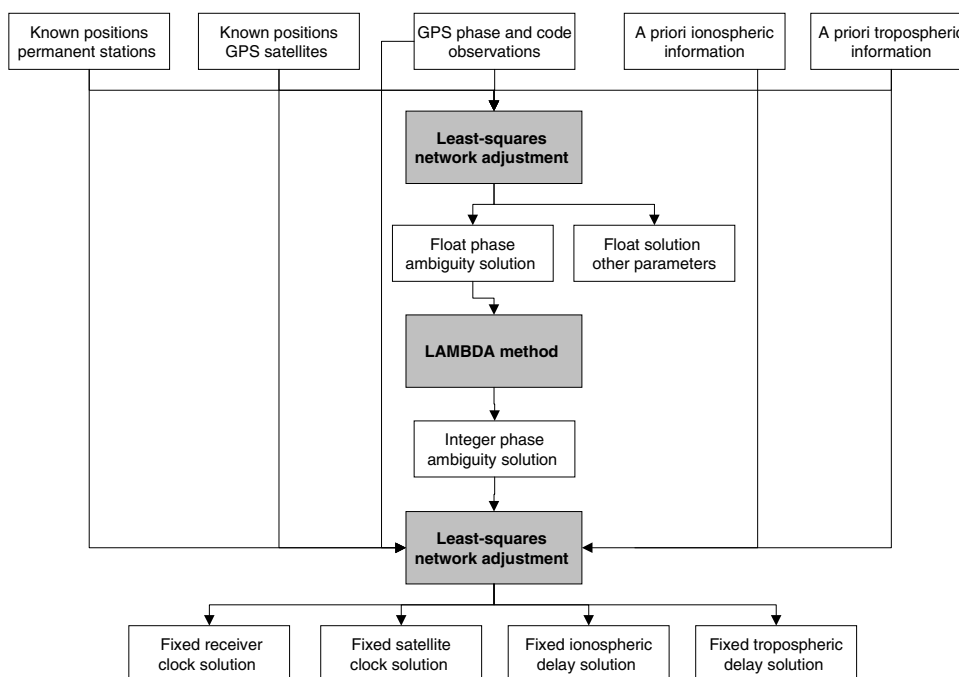 Known positions
permanent stations
Known positions
GPS satellites
GPS phase and code
observations
A priori ionospheric
information
A priori tropospheric
information
Least-squares
network adjustment
Float phase
ambiguity solution
Float solution
other parameters
LAMBDA method
Integer phase
ambiguity solution
Least-squares
network adjustment
Fixed receiver
clock solution
Fixed satellite
clock solution
Fixed ionospheric
delay solution
Fixed tropospheric
delay solution